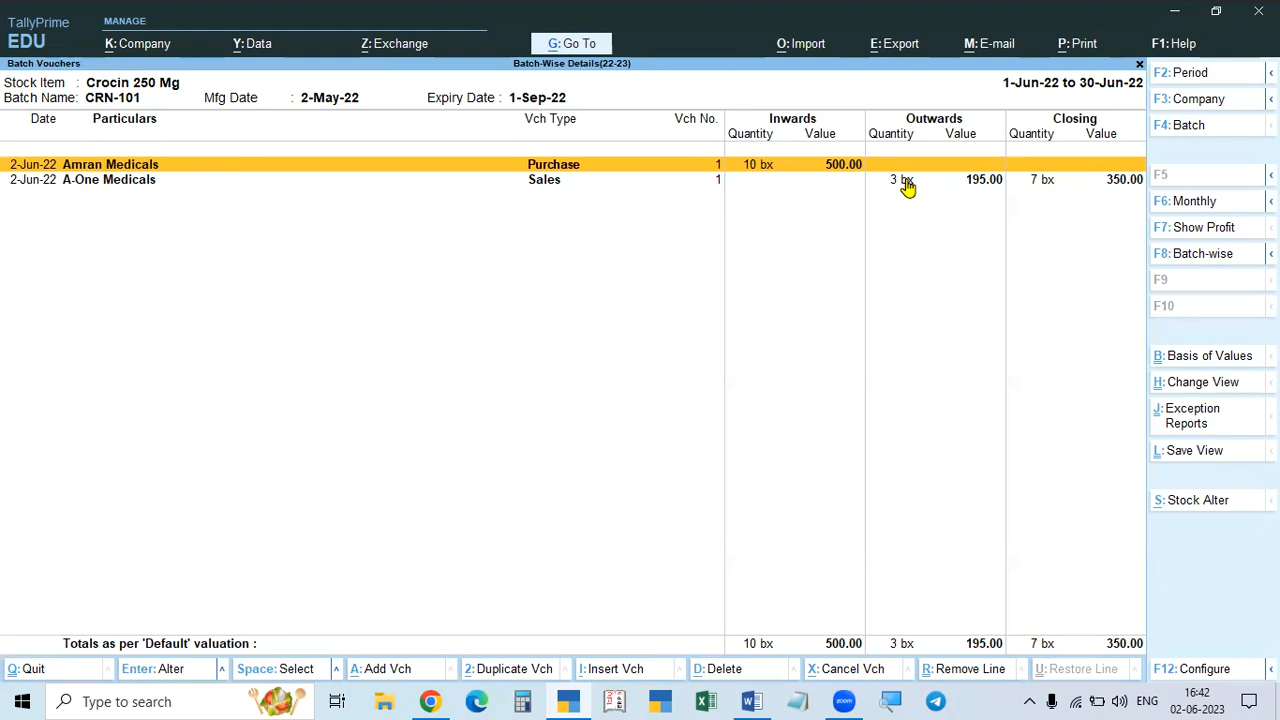 TallyPrime MANAGE
EDU K: Company Y: Data Z: Exchange G: Go To O: Import E: Export M: E-mail P: Print F1: Help
Batch Vouchers Batch-Wise Details(22-23)
Stock Item : Crocin 250 Mg 1-Jun-22 to 30-Jun-22
Batch Name: CRN-101 Mfg Date : 2-May-22 Expiry Date : 1-Sep-22
Date Particulars Vch Type Vch No. Inwards Outwards Closing
Quantity Value Quantity Value Quantity Value
2-Jun-22 Amran Medicals Purchase 1 10 bx 500.00
2-Jun-22 A-One Medicals Sales 1 3 bx 195.00 7 bx 350.00
Totals as per 'Default' valuation : 10 bx 500.00 3 bx 195.00 7 bx 350.00
F2: Period
F3: Company
F4: Batch
F5
F6: Monthly
F7: Show Profit
F8: Batch-wise
F9
F10
B: Basis of Values
H: Change View
J: Exception
Reports
L: Save View
S: Stock Alter
Q: Quit Enter: Alter Space: Select A: Add Vch 2: Duplicate Vch I: Insert Vch D: Delete X: Cancel Vch R: Remove Line U: Restore Line F12: Configure
Type here to search zoom ENG 16:42
02-06-2023